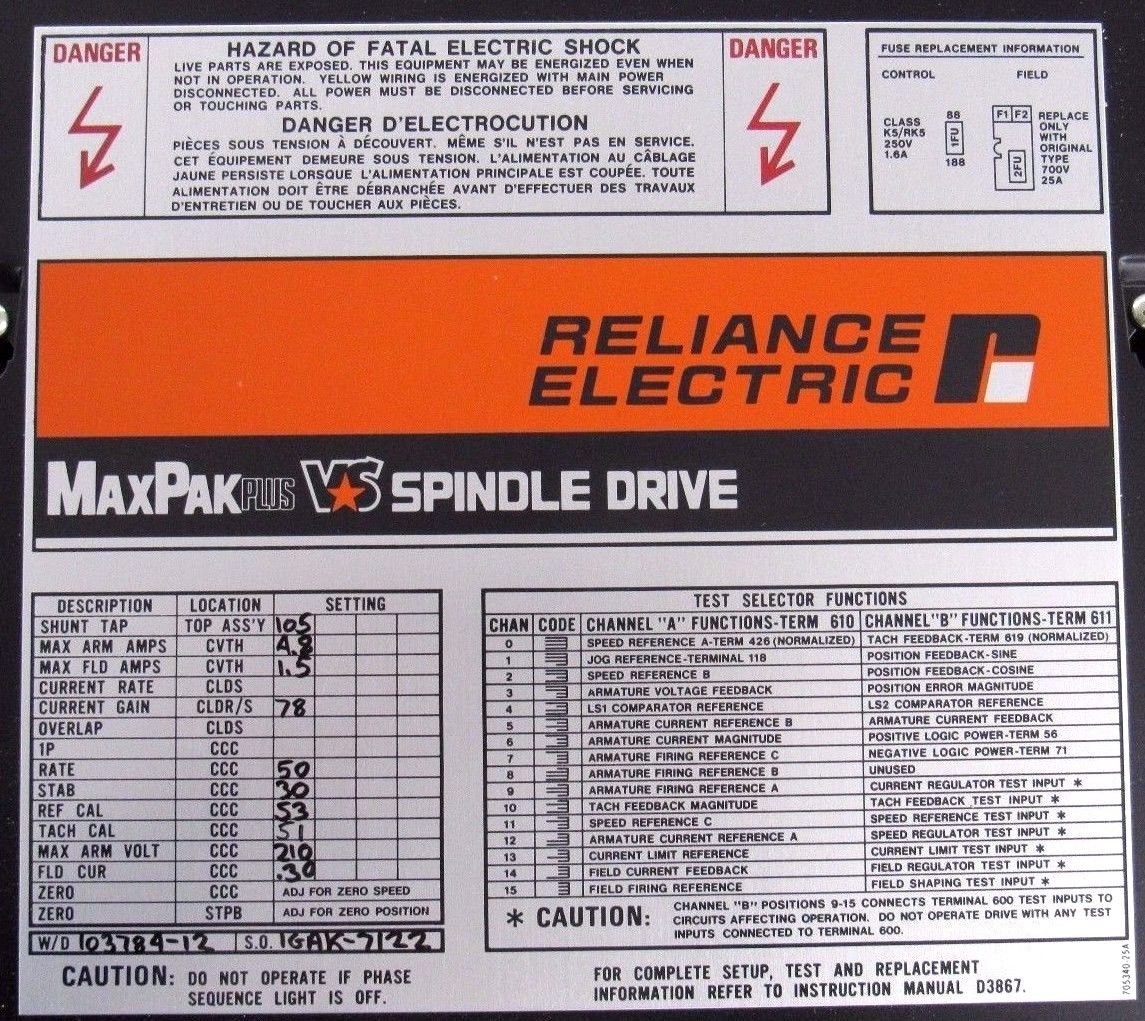 DANGER
HAZARD OF FATAL ELECTRIC SHOCK
LIVE PARTS ARE EXPOSED. THIS EQUIPMENT MAY BE ENERGIZED EVEN WHEN
NOT IN OPERATION. YELLOW WIRING IS ENERGIZED WITH MAIN POWER
DISCONNECTED. ALL POWER MUST BE DISCONNECTED BEFORE SERVICING
OR TOUCHING PARTS.
DANGER D'ELECTROCUTION
PIÈCES SOUS TENSION À DÉCOUVERT. MÊME S'IL N'EST PAS EN SERVICE.
CET ÉQUIPEMENT DEMEURE SOUS TENSION. L'ALIMENTATION AU CÂBLAGE
JAUNE PERSISTE LORSQUE L'ALIMENTATION PRINCIPALE EST COUPÉE. TOUTE
ALIMENTATION DOIT ÊTRE DÉBRANCHÉE AVANT D'EFFECTUER DES TRAVAUX
D'ENTRETIEN OU DE TOUCHER AUX PIÈCES.
DANGER
FUSE REPLACEMENT INFORMATION
CONTROL FIELD
CLASS
K5/RK5
250V
1.6A
88
1FU
188
F1 F2
2FU
REPLACE
ONLY
WITH
ORIGINAL
TYPE
700V
25A
RELIANCE
ELECTRIC
MAXPAK PLUS VS SPINDLE DRIVE
DESCRIPTION LOCATION SETTING
SHUNT TAP TOP ASS'Y 105
MAX ARM AMPS CVTH 4.8
MAX FLD AMPS CVTH 1.5
CURRENT RATE CLDS
CURRENT GAIN CLDR/S 78
OVERLAP CLDS
1P CCC
RATE CCC 50
STAB CCC 30
REF CAL CCC 53
TACH CAL CCC 51
MAX ARM VOLT CCC 210
FLD CUR CCC .30
ZERO CCC ADJ FOR ZERO SPEED
ZERO STPB ADJ FOR ZERO POSITION
W/D 103784-12 S.O. 1GAK-7122
CAUTION: DO NOT OPERATE IF PHASE
SEQUENCE LIGHT IS OFF.
TEST SELECTOR FUNCTIONS
CHAN CODE CHANNEL "A" FUNCTIONS-TERM 610 CHANNEL "B" FUNCTIONS-TERM 611
0 SPEED REFERENCE A-TERM 426 (NORMALIZED) TACH FEEDBACK-TERM 619 (NORMALIZED)
1 JOG REFERENCE-TERMINAL 118 POSITION FEEDBACK-SINE
2 SPEED REFERENCE B POSITION FEEDBACK-COSINE
3 ARMATURE VOLTAGE FEEDBACK POSITION ERROR MAGNITUDE
4 LS1 COMPARATOR REFERENCE LS2 COMPARATOR REFERENCE
5 ARMATURE CURRENT REFERENCE B ARMATURE CURRENT FEEDBACK
6 ARMATURE CURRENT MAGNITUDE POSITIVE LOGIC POWER-TERM 56
7 ARMATURE FIRING REFERENCE C NEGATIVE LOGIC POWER-TERM 71
8 ARMATURE FIRING REFERENCE B UNUSED
9 ARMATURE FIRING REFERENCE A CURRENT REGULATOR TEST INPUT *
10 TACH FEEDBACK MAGNITUDE TACH FEEDBACK TEST INPUT *
11 SPEED REFERENCE C SPEED REFERENCE TEST INPUT *
12 ARMATURE CURRENT REFERENCE A SPEED REGULATOR TEST INPUT *
13 CURRENT LIMIT REFERENCE CURRENT LIMIT TEST INPUT *
14 FIELD CURRENT FEEDBACK FIELD REGULATOR TEST INPUT *
15 FIELD FIRING REFERENCE FIELD SHAPING TEST INPUT *
* CAUTION: CHANNEL "B" POSITIONS 9-15 CONNECTS TERMINAL 600 TEST INPUTS TO
CIRCUITS AFFECTING OPERATION. DO NOT OPERATE DRIVE WITH ANY TEST
INPUTS CONNECTED TO TERMINAL 600.
FOR COMPLETE SETUP, TEST AND REPLACEMENT
INFORMATION REFER TO INSTRUCTION MANUAL D3867.
705340-25A